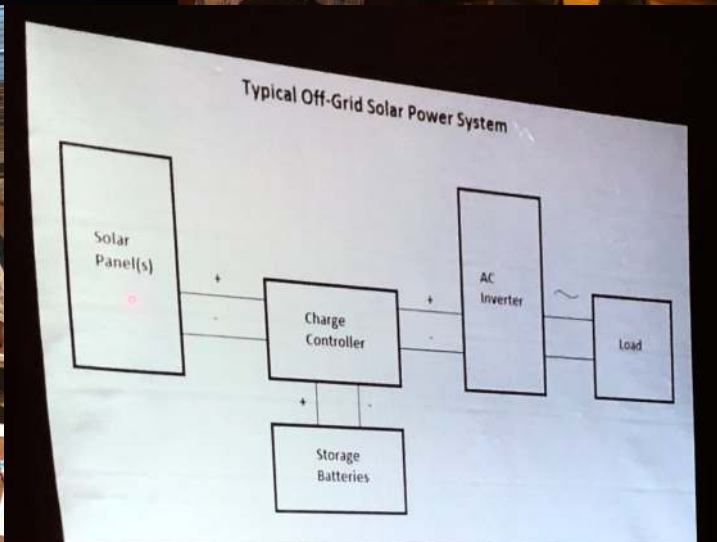 Typical Off-Grid Solar Power System
Solar
Panel(s)
+
-
Charge
Controller
+
-
AC
Inverter
~
Load
+
-
Storage
Batteries